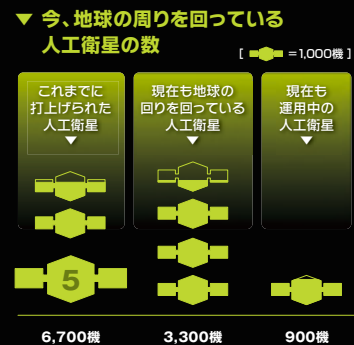 ▼ 今、地球の周りを回っている
人工衛星の数
[ =1,000機 ]
これまでに
打上げられた
人工衛星
▼
現在も地球の
回りを回っている
人工衛星
▼
現在も
運用中の
人工衛星
▼
5
6,700機
3,300機
900機